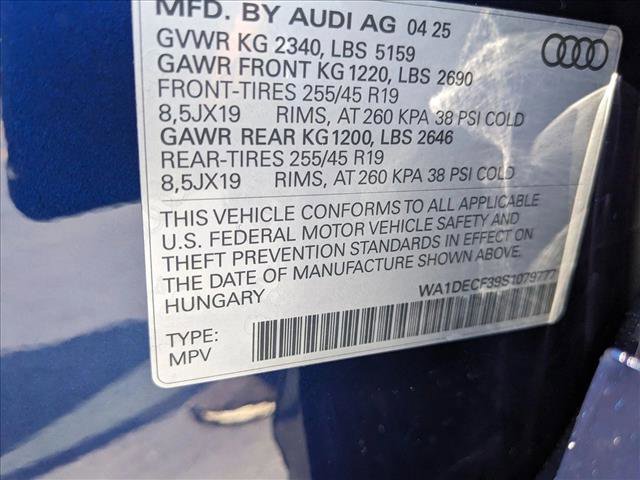 MFD. BY AUDI AG 04 25
GVWR KG 2340, LBS 5159
GAWR FRONT KG 1220, LBS 2690
FRONT-TIRES 255/45 R19
8,5JX19 RIMS, AT 260 KPA 38 PSI COLD
GAWR REAR KG 1200, LBS 2646
REAR-TIRES 255/45 R19
8,5JX19 RIMS, AT 260 KPA 38 PSI COLD
THIS VEHICLE CONFORMS TO ALL APPLICABLE
U.S. FEDERAL MOTOR VEHICLE SAFETY AND
THEFT PREVENTION STANDARDS IN EFFECT ON
THE DATE OF MANUFACTURE SHOWN ABOVE.
HUNGARY
WA1DECF39S1079777
TYPE:
MPV